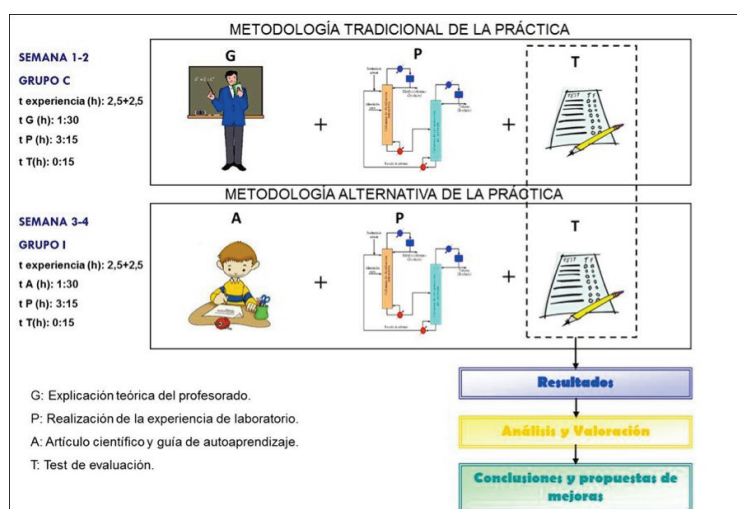 METODOLOGÍA TRADICIONAL DE LA PRÁCTICA
SEMANA 1-2
GRUPO C
t experiencia (h): 2,5+2,5
t G (h): 1:30
t P (h): 3:15
t T(h): 0:15
G
+
P
+
T
TEST
METODOLOGÍA ALTERNATIVA DE LA PRÁCTICA
SEMANA 3-4
GRUPO I
t experiencia (h): 2,5+2,5
t A (h): 1:30
t P (h): 3:15
t T(h): 0:15
A
+
P
+
T
G: Explicación teórica del profesorado.
P: Realización de la experiencia de laboratorio.
A: Artículo científico y guía de autoaprendizaje.
T: Test de evaluación.
Resultados
Análisis y Valoración
Conclusiones y propuestas de
mejoras